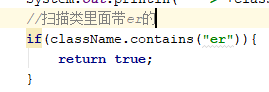 System.out.println(
//扫描类里面带er的
if(className.contains("er")){
return true;
}